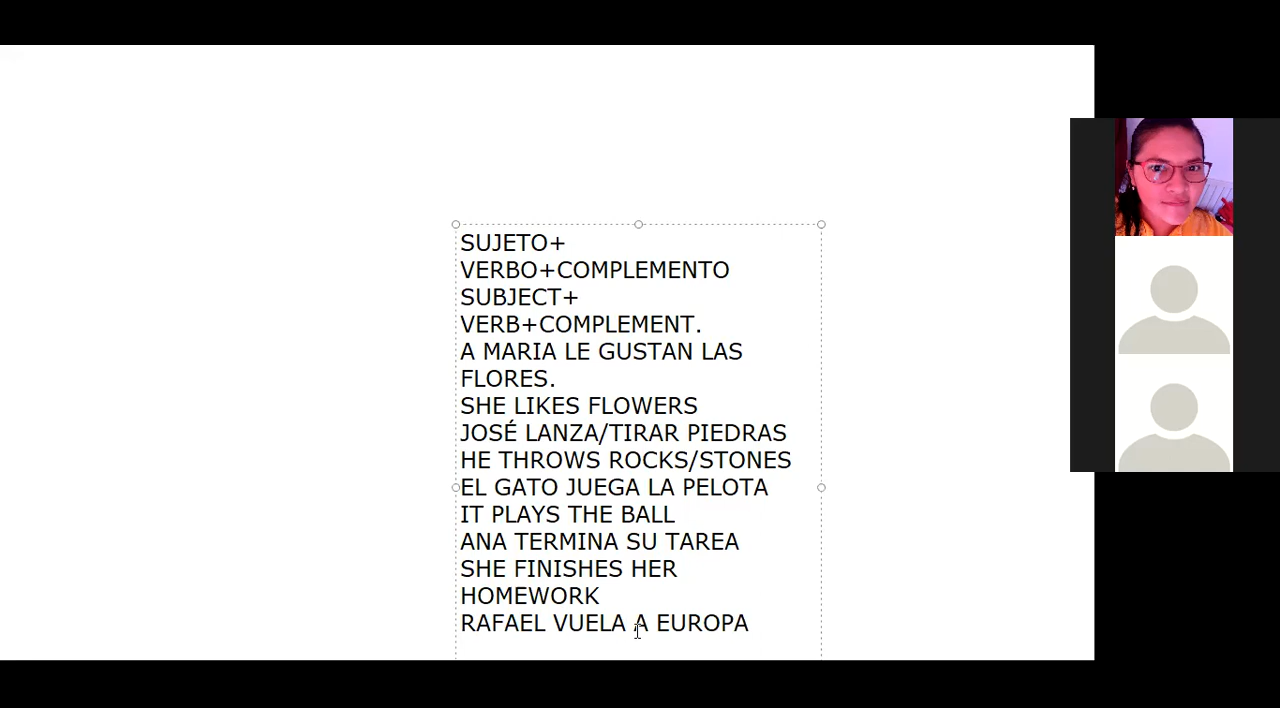 SUJETO+
VERBO+COMPLEMENTO
SUBJECT+
VERB+COMPLEMENT.
A MARIA LE GUSTAN LAS
FLORES.
SHE LIKES FLOWERS
JOSÉ LANZA/TIRAR PIEDRAS
HE THROWS ROCKS/STONES
EL GATO JUEGA LA PELOTA
IT PLAYS THE BALL
ANA TERMINA SU TAREA
SHE FINISHES HER
HOMEWORK
RAFAEL VUELA A EUROPA